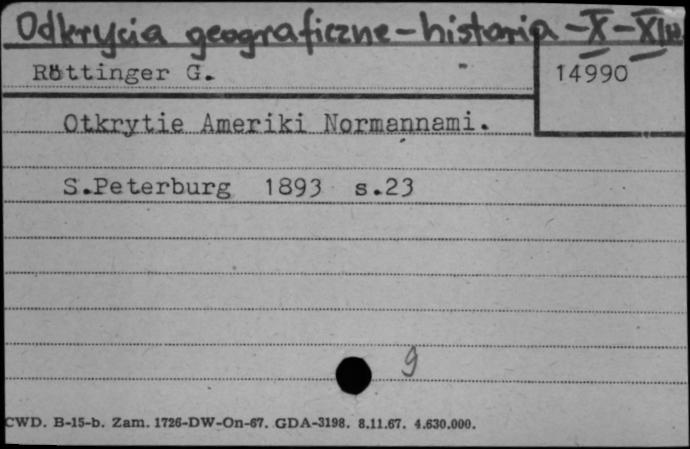 Odkrycia geograficzne - historia - X - XI w
Röttinger G.
14990
Otkrytie Ameriki Normannami.
S.Peterburg 1893 s.23
9
CWD. B-15-b. Zam. 1726-DW-On-67. GDA-3198. 8.11.67. 4.630.000.